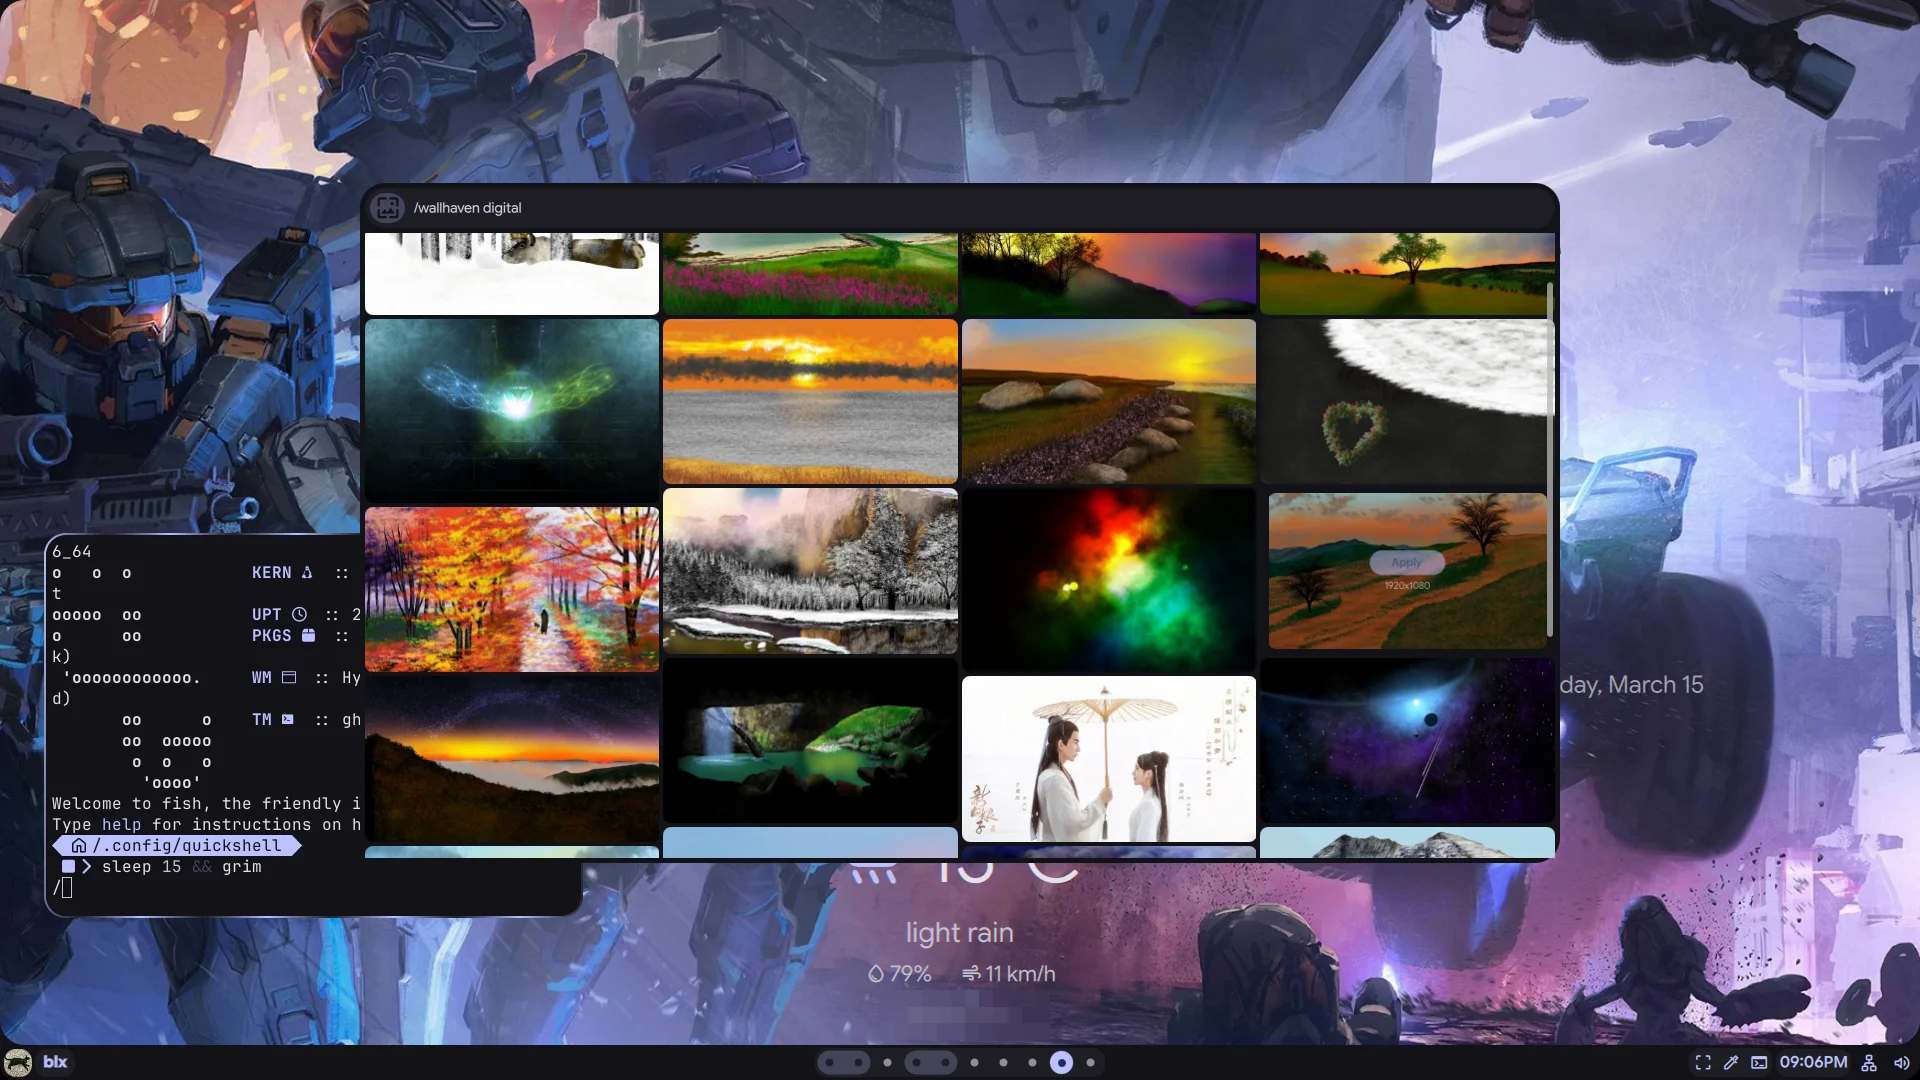 /wallhaven digital
6_64
o   o  o            KERN ::
t
ooooo  oo           UPT :: 2
o      oo           PKGS ::
k)
'oooooooooooo.     WM :: Hy
d)
oo      o         TM :: gh
oo  ooooo
o  o   o
'oooo'
Welcome to fish, the friendly i
Type help for instructions on h
/.config/quickshell
sleep 15 && grim
/
Apply
1920x1080
day, March 15
light rain
79%  11 km/h
blx
09:06PM